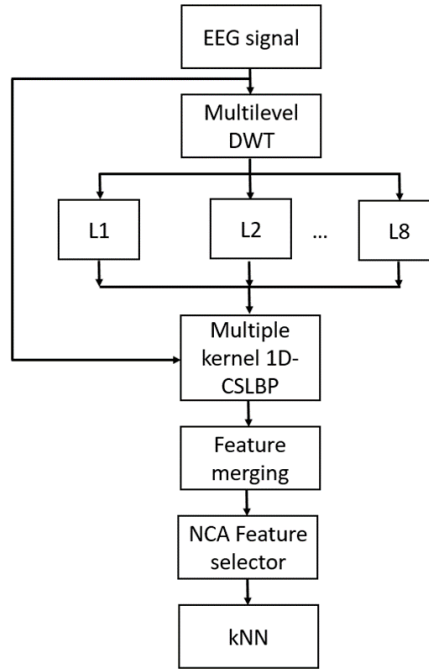 EEG signal
Multilevel
DWT
L1
L2
...
L8
Multiple
kernel 1D-
CSLBP
Feature
merging
NCA Feature
selector
kNN